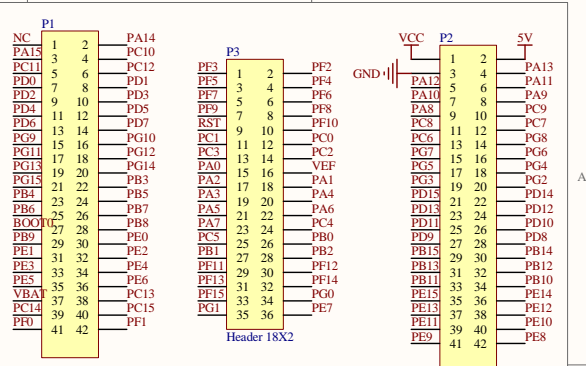 P1
NC 1 2 PA14
PA15 3 4 PC10
PC11 5 6 PC12
PD0 7 8 PD1
PD2 9 10 PD3
PD4 11 12 PD5
PD6 13 14 PD7
PG9 15 16 PG10
PG11 17 18 PG12
PG13 19 20 PG14
PG15 21 22 PB3
PB4 23 24 PB5
PB6 25 26 PB7
BOOT0 27 28 PB8
PB9 29 30 PE0
PE1 31 32 PE2
PE3 33 34 PE4
PE5 35 36 PE6
VBAT 37 38 PC13
PC14 39 40 PC15
PF0 41 42 PF1
P3
PF3 1 2 PF2
PF5 3 4 PF4
PF7 5 6 PF6
PF9 7 8 PF8
RST 9 10 PF10
PC1 11 12 PC0
PC3 13 14 PC2
PA0 15 16 VEF
PA2 17 18 PA1
PA3 19 20 PA4
PA5 21 22 PA6
PA7 23 24 PC4
PC5 25 26 PB0
PB1 27 28 PB2
PF11 29 30 PF12
PF13 31 32 PF14
PF15 33 34 PG0
PG1 35 36 PE7
Header 18X2
VCC P2 5V
1 2
GND 3 4 PA13
PA12 5 6 PA11
PA10 7 8 PA9
PA8 9 10 PC9
PC8 11 12 PC7
PC6 13 14 PG8
PG7 15 16 PG6
PG5 17 18 PG4
PG3 19 20 PG2
PD15 21 22 PD14
PD13 23 24 PD12
PD11 25 26 PD10
PD9 27 28 PD8
PB15 29 30 PB14
PB13 31 32 PB12
PB11 33 34 PB10
PE15 35 36 PE14
PE13 37 38 PE12
PE11 39 40 PE10
PE9 41 42 PE8
A